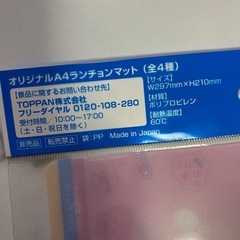 オリジナルA4ランチョンマット（全4種）
【景品に関するお問い合わせ先】
TOPPAN株式会社
フリーダイヤル 0120-108-280
受付時間／10:00〜17:00
（土・日・祝日を除く）
【サイズ】
W297mm×H210mm
【材質】
ポリプロピレン
【耐熱温度】
60℃
非売品 転売禁止 袋：PP Made in Japan